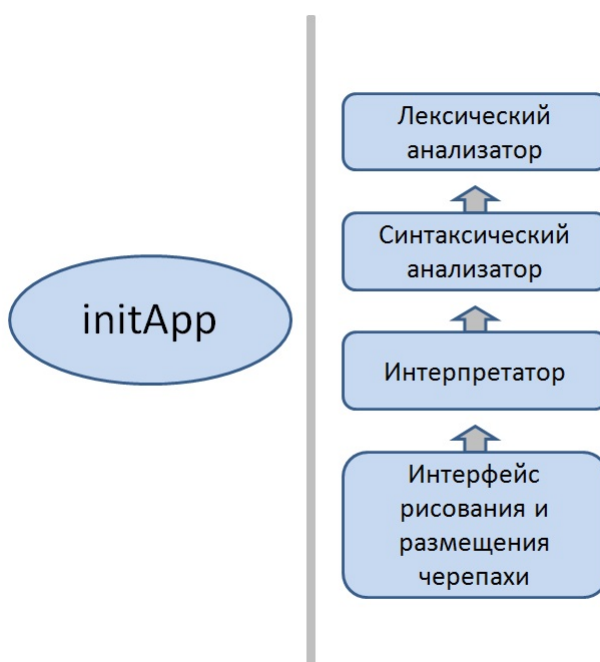 initApp
Лексический
анализатор
Синтаксический
анализатор
Интерпретатор
Интерфейс
рисования и
размещения
черепахи